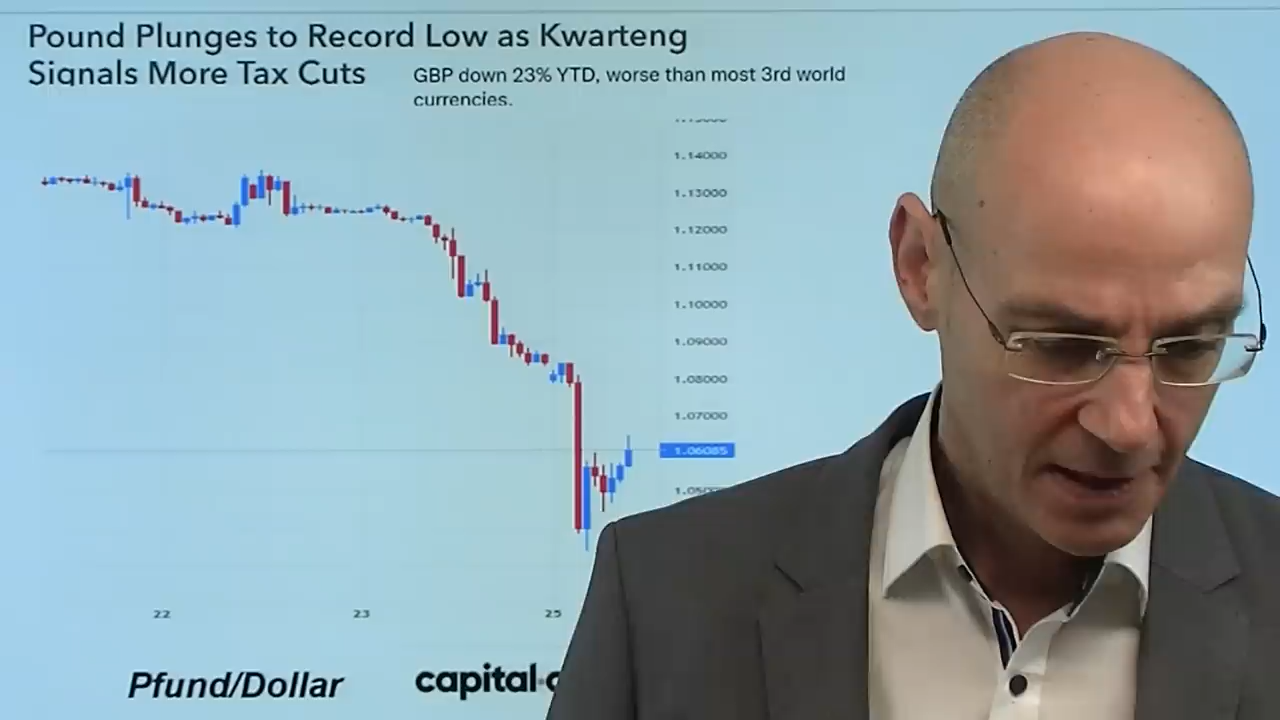 Pound Plunges to Record Low as Kwarteng
Signals More Tax Cuts
GBP down 23% YTD, worse than most 3rd world
currencies.
1.14000
1.13000
1.12000
1.11000
1.10000
1.09000
1.08000
1.07000
1.06085
22
23
25
Pfund/Dollar
capital